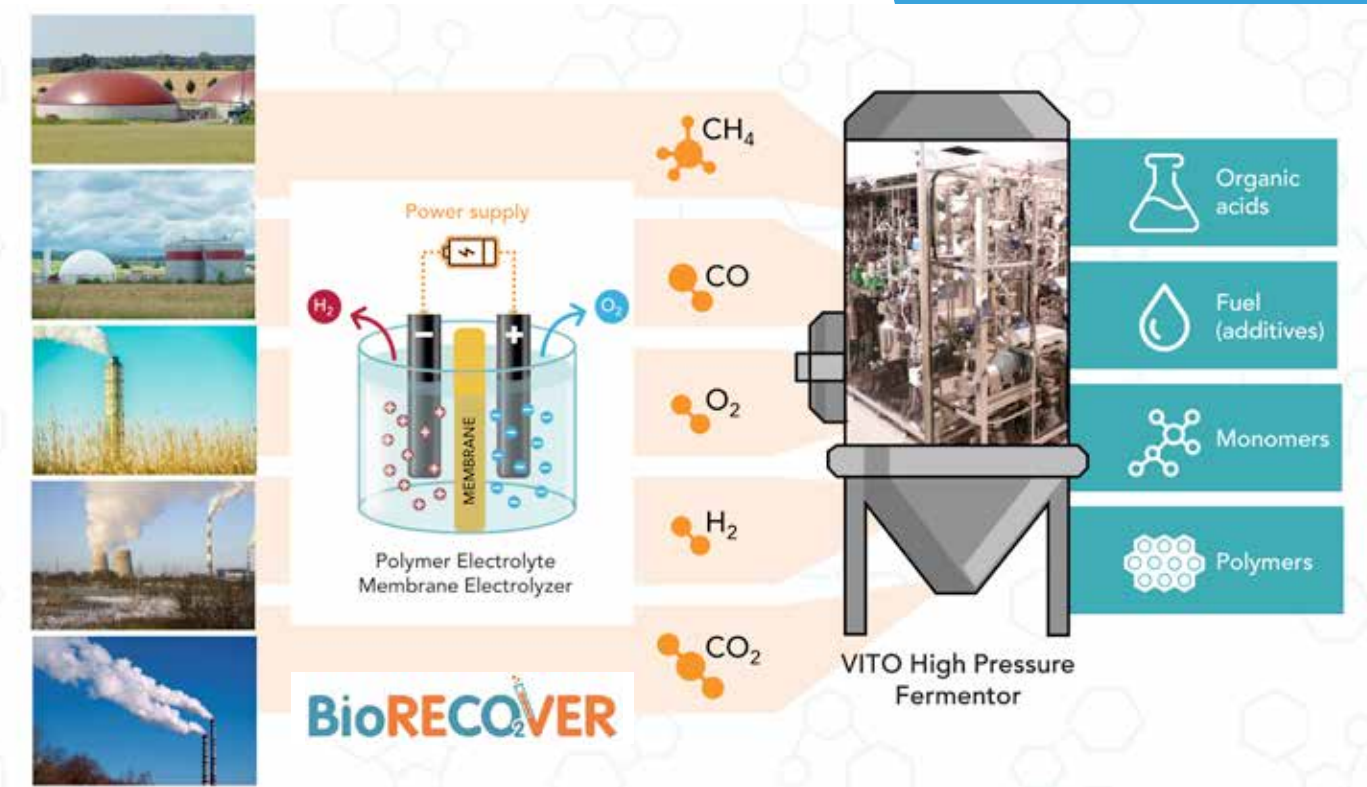 Power supply
H₂
O₂
−
+
MEMBRANE
Polymer Electrolyte
Membrane Electrolyzer
BioRECO₂VER
CH₄
CO
O₂
H₂
CO₂
VITO High Pressure
Fermentor
Organic
acids
Fuel
(additives)
Monomers
Polymers